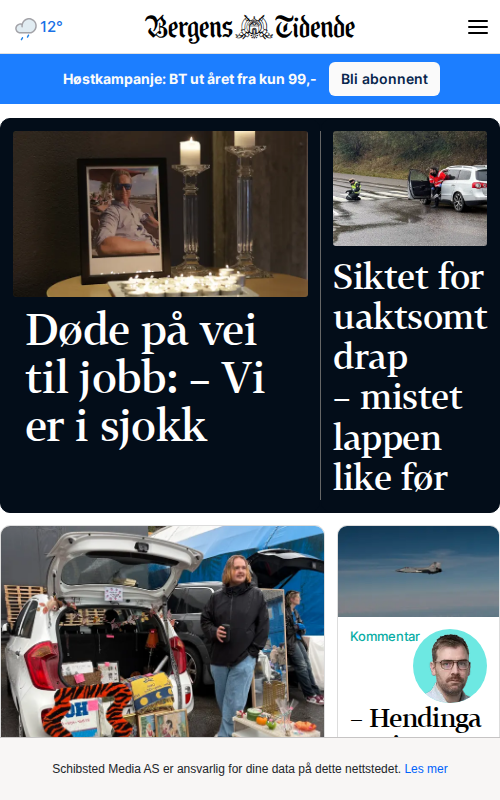 12°
Bergens Tidende
Høstkampanje: BT ut året fra kun 99,-
Bli abonnent
Døde på vei
til jobb: – Vi
er i sjokk
Siktet for
uaktsomt
drap
– mistet
lappen
like før
Kommentar
– Hendinga
Schibsted Media AS er ansvarlig for dine data på dette nettstedet. Les mer